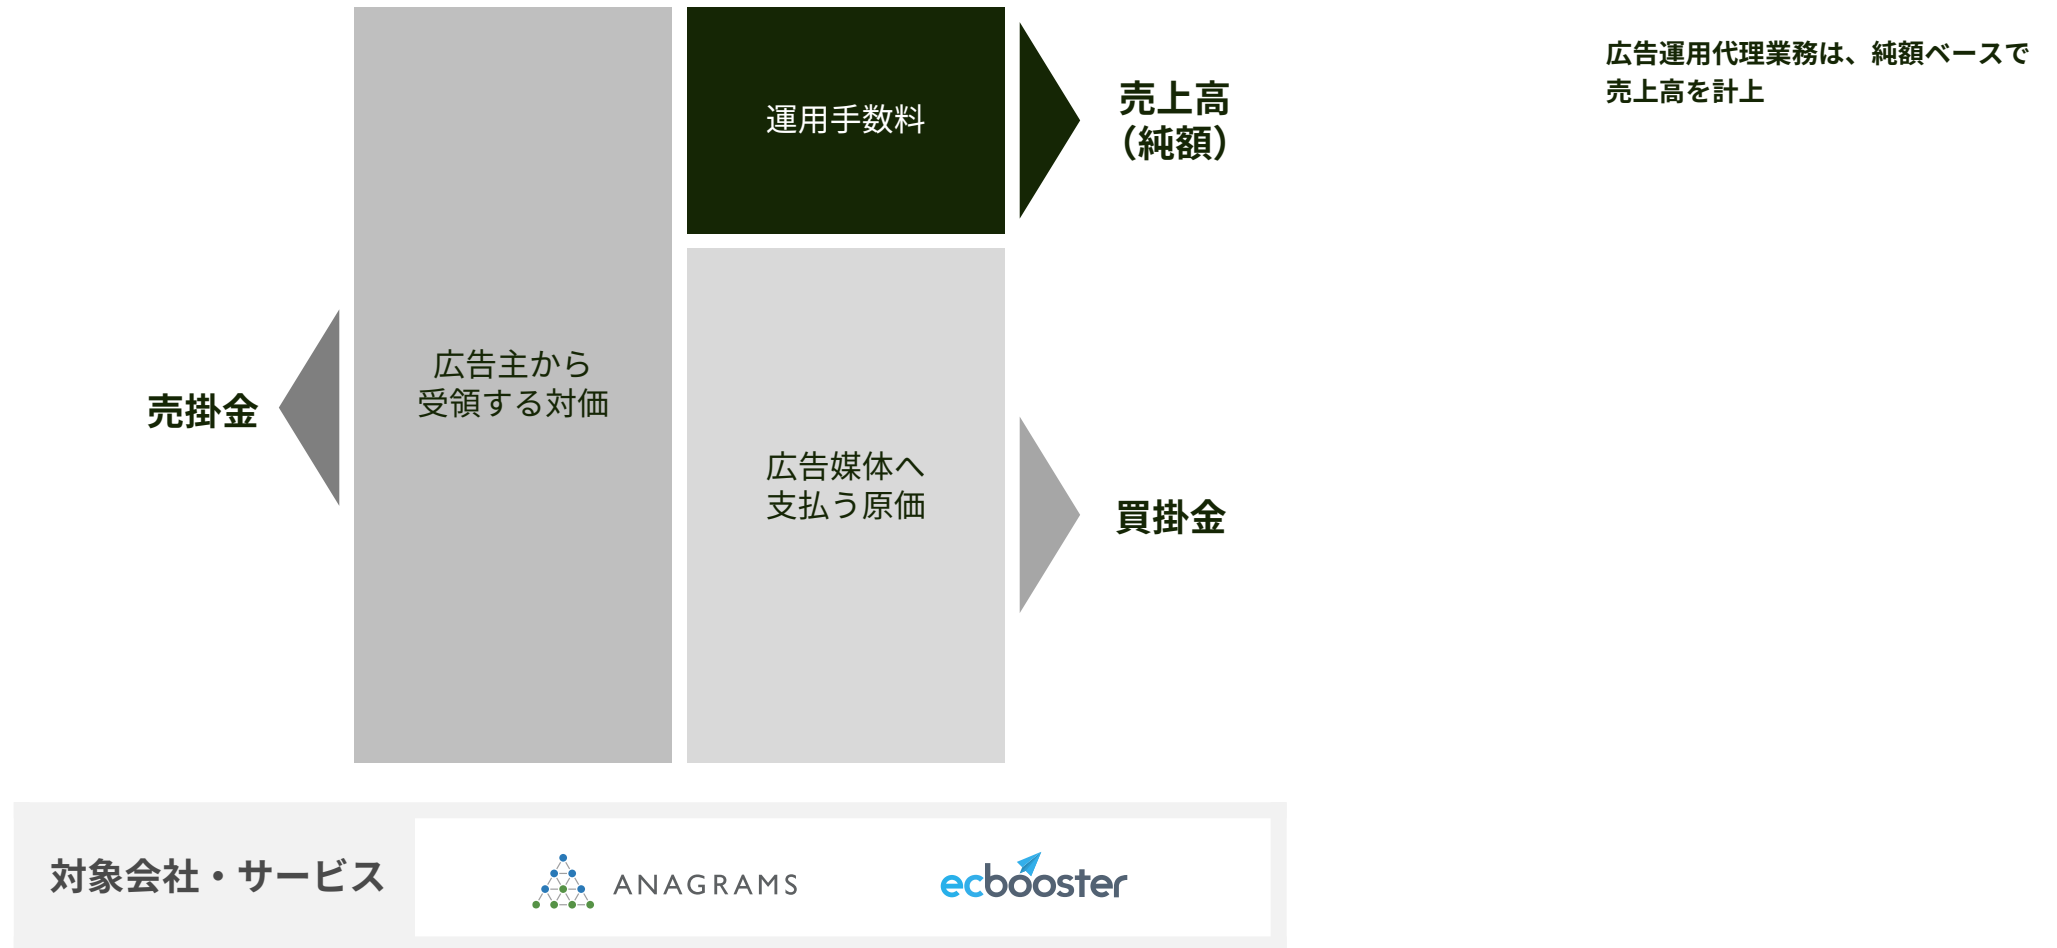 広告運用代理業務は、純額ベースで
売上高を計上
運用手数料
売上高
（純額）
広告主から
受領する対価
売掛金
広告媒体へ
支払う原価
買掛金
対象会社・サービス
ANAGRAMS
ecbooster